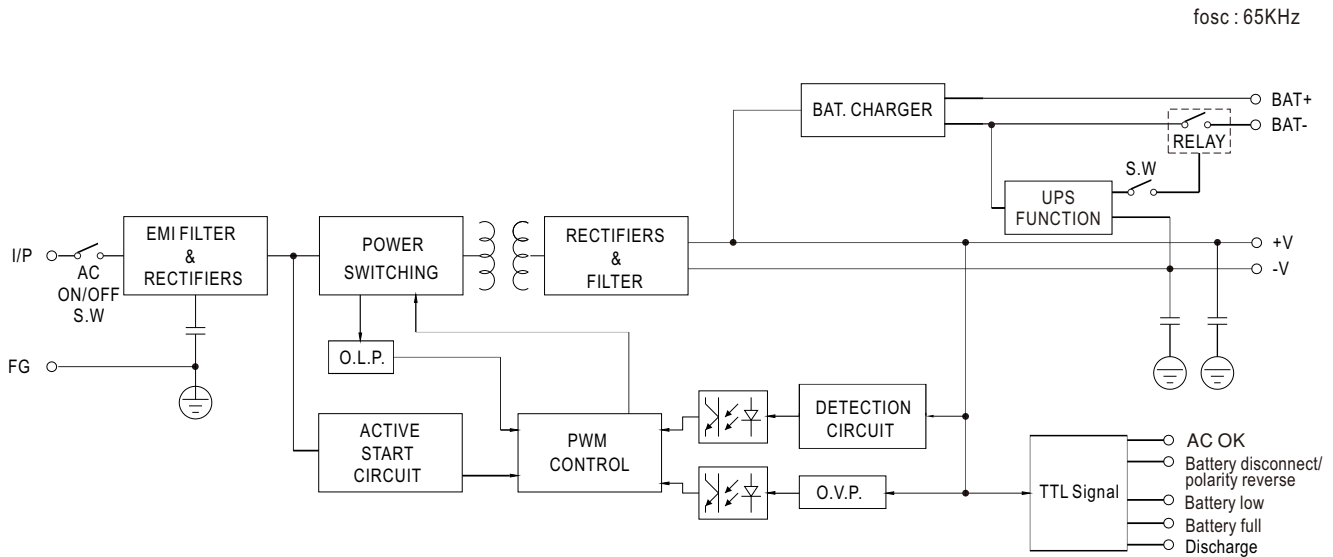 fosc : 65KHz
BAT. CHARGER
BAT+
BAT-
RELAY
S.W
UPS
FUNCTION
I/P
AC
ON/OFF
S.W
EMI FILTER
&
RECTIFIERS
POWER
SWITCHING
RECTIFIERS
&
FILTER
+V
-V
FG
O.L.P.
ACTIVE
START
CIRCUIT
PWM
CONTROL
DETECTION
CIRCUIT
O.V.P.
TTL Signal
AC OK
Battery disconnect/
polarity reverse
Battery low
Battery full
Discharge